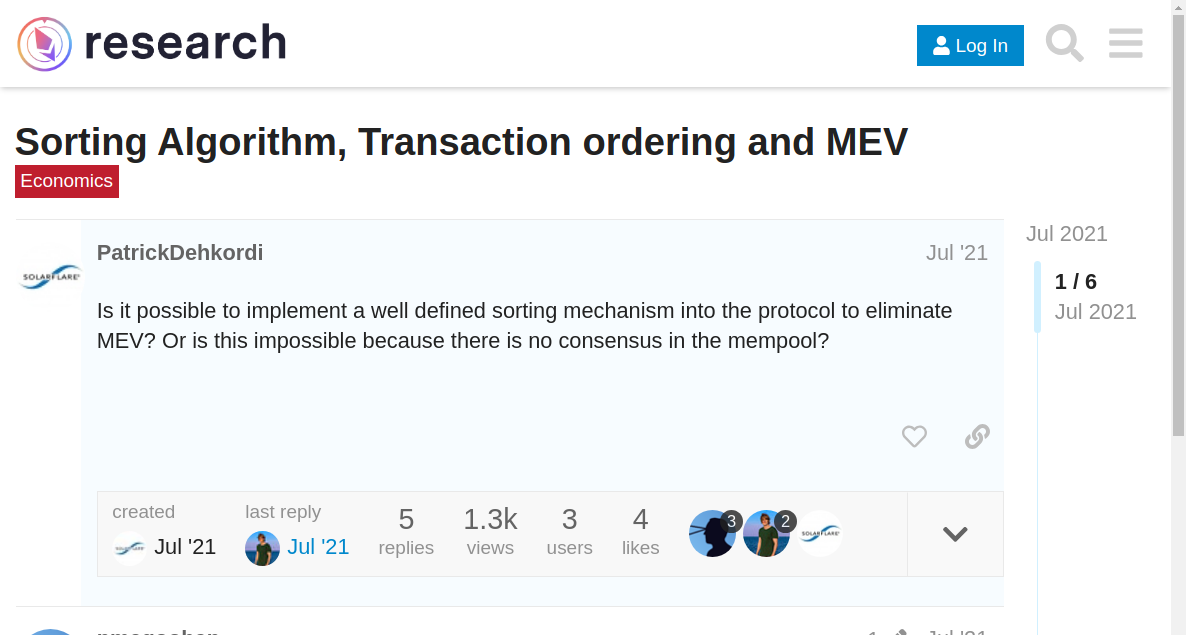 research
Log In
Sorting Algorithm, Transaction ordering and MEV
Economics
Jul 2021
SOLARFLARE
PatrickDehkordi
Jul '21
1 / 6
Jul 2021
Is it possible to implement a well defined sorting mechanism into the protocol to eliminate
MEV? Or is this impossible because there is no consensus in the mempool?
created
last reply
5
1.3k
3
4
3
2
SOLARFLARE
Jul '21
Jul '21
replies
views
users
likes
SOLARFLARE